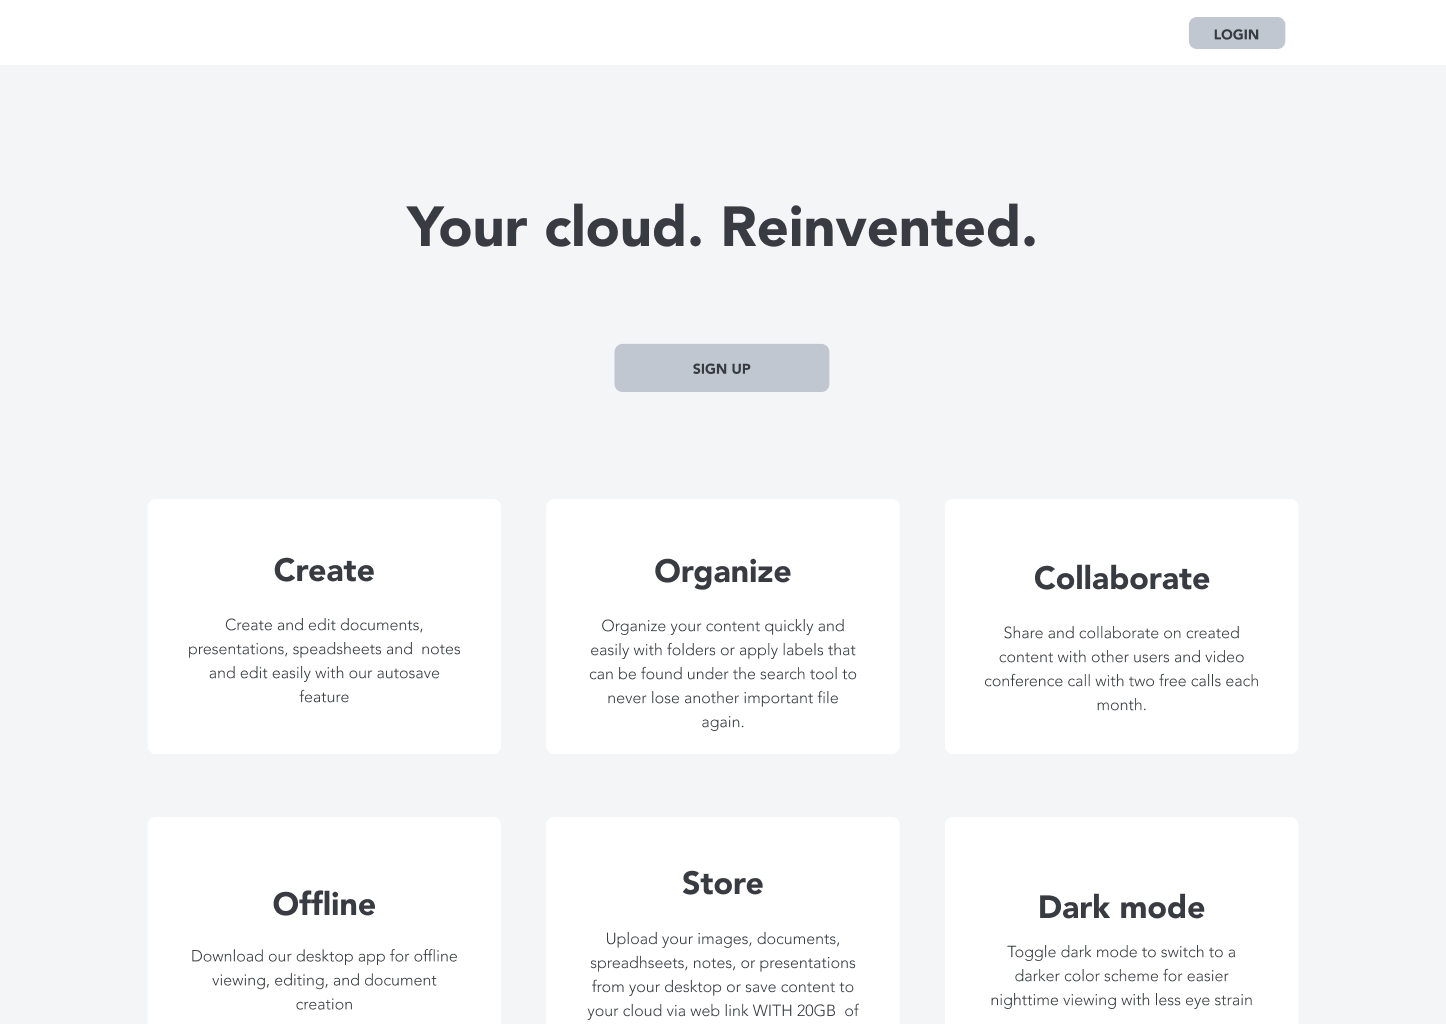 LOGIN
Your cloud. Reinvented.
SIGN UP
Create
Create and edit documents,
presentations, speadsheets and  notes
and edit easily with our autosave
feature
Organize
Organize your content quickly and
easily with folders or apply labels that
can be found under the search tool to
never lose another important file
again.
Collaborate
Share and collaborate on created
content with other users and video
conference call with two free calls each
month.
Offline
Download our desktop app for offline
viewing, editing, and document
creation
Store
Upload your images, documents,
spreadhseets, notes, or presentations
from your desktop or save content to
your cloud via web link WITH 20GB  of
Dark mode
Toggle dark mode to switch to a
darker color scheme for easier
nighttime viewing with less eye strain